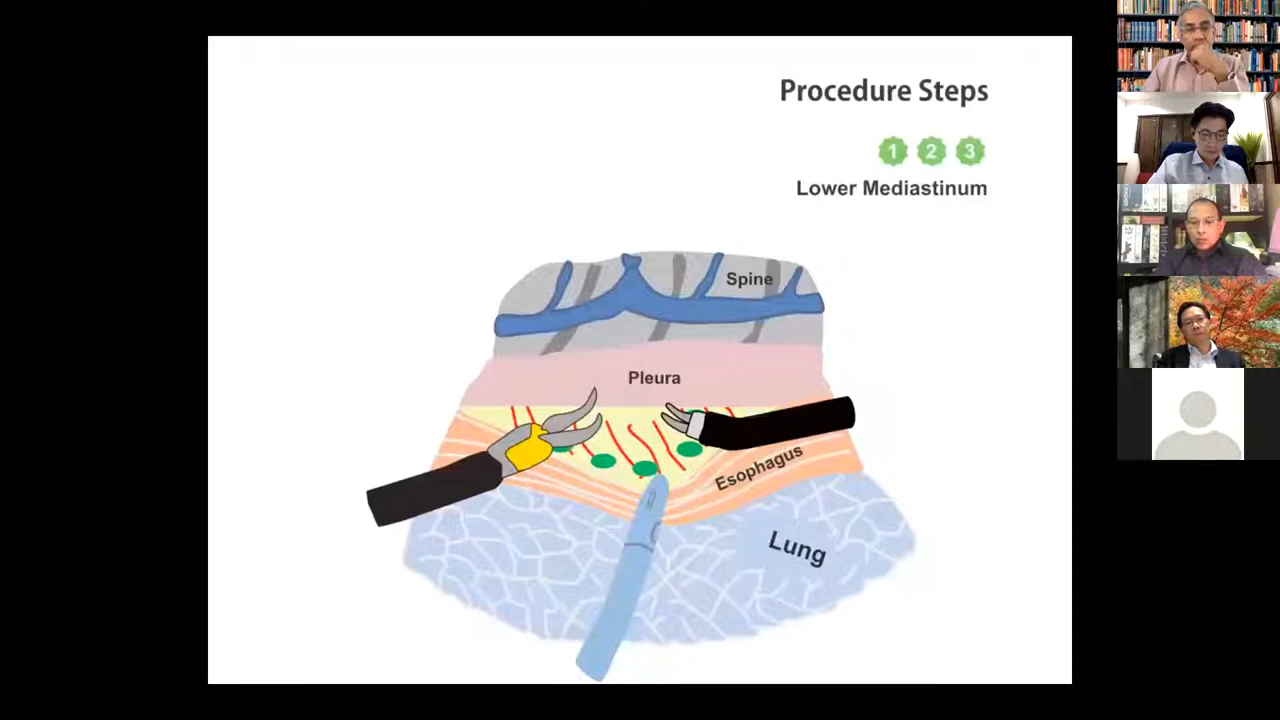 Procedure Steps
1 2 3
Lower Mediastinum
Spine
Pleura
Esophagus
Lung